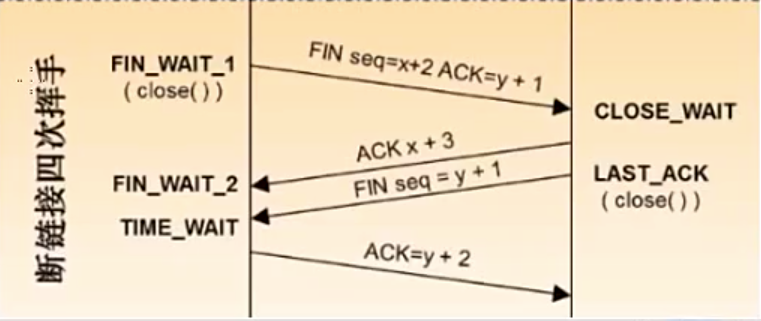 断链接四次挥手
FIN_WAIT_1
( close( ) )
FIN seq=x+2 ACK=y + 1
CLOSE_WAIT
ACK x + 3
FIN_WAIT_2
FIN seq = y + 1
LAST_ACK
( close( ) )
TIME_WAIT
ACK=y + 2